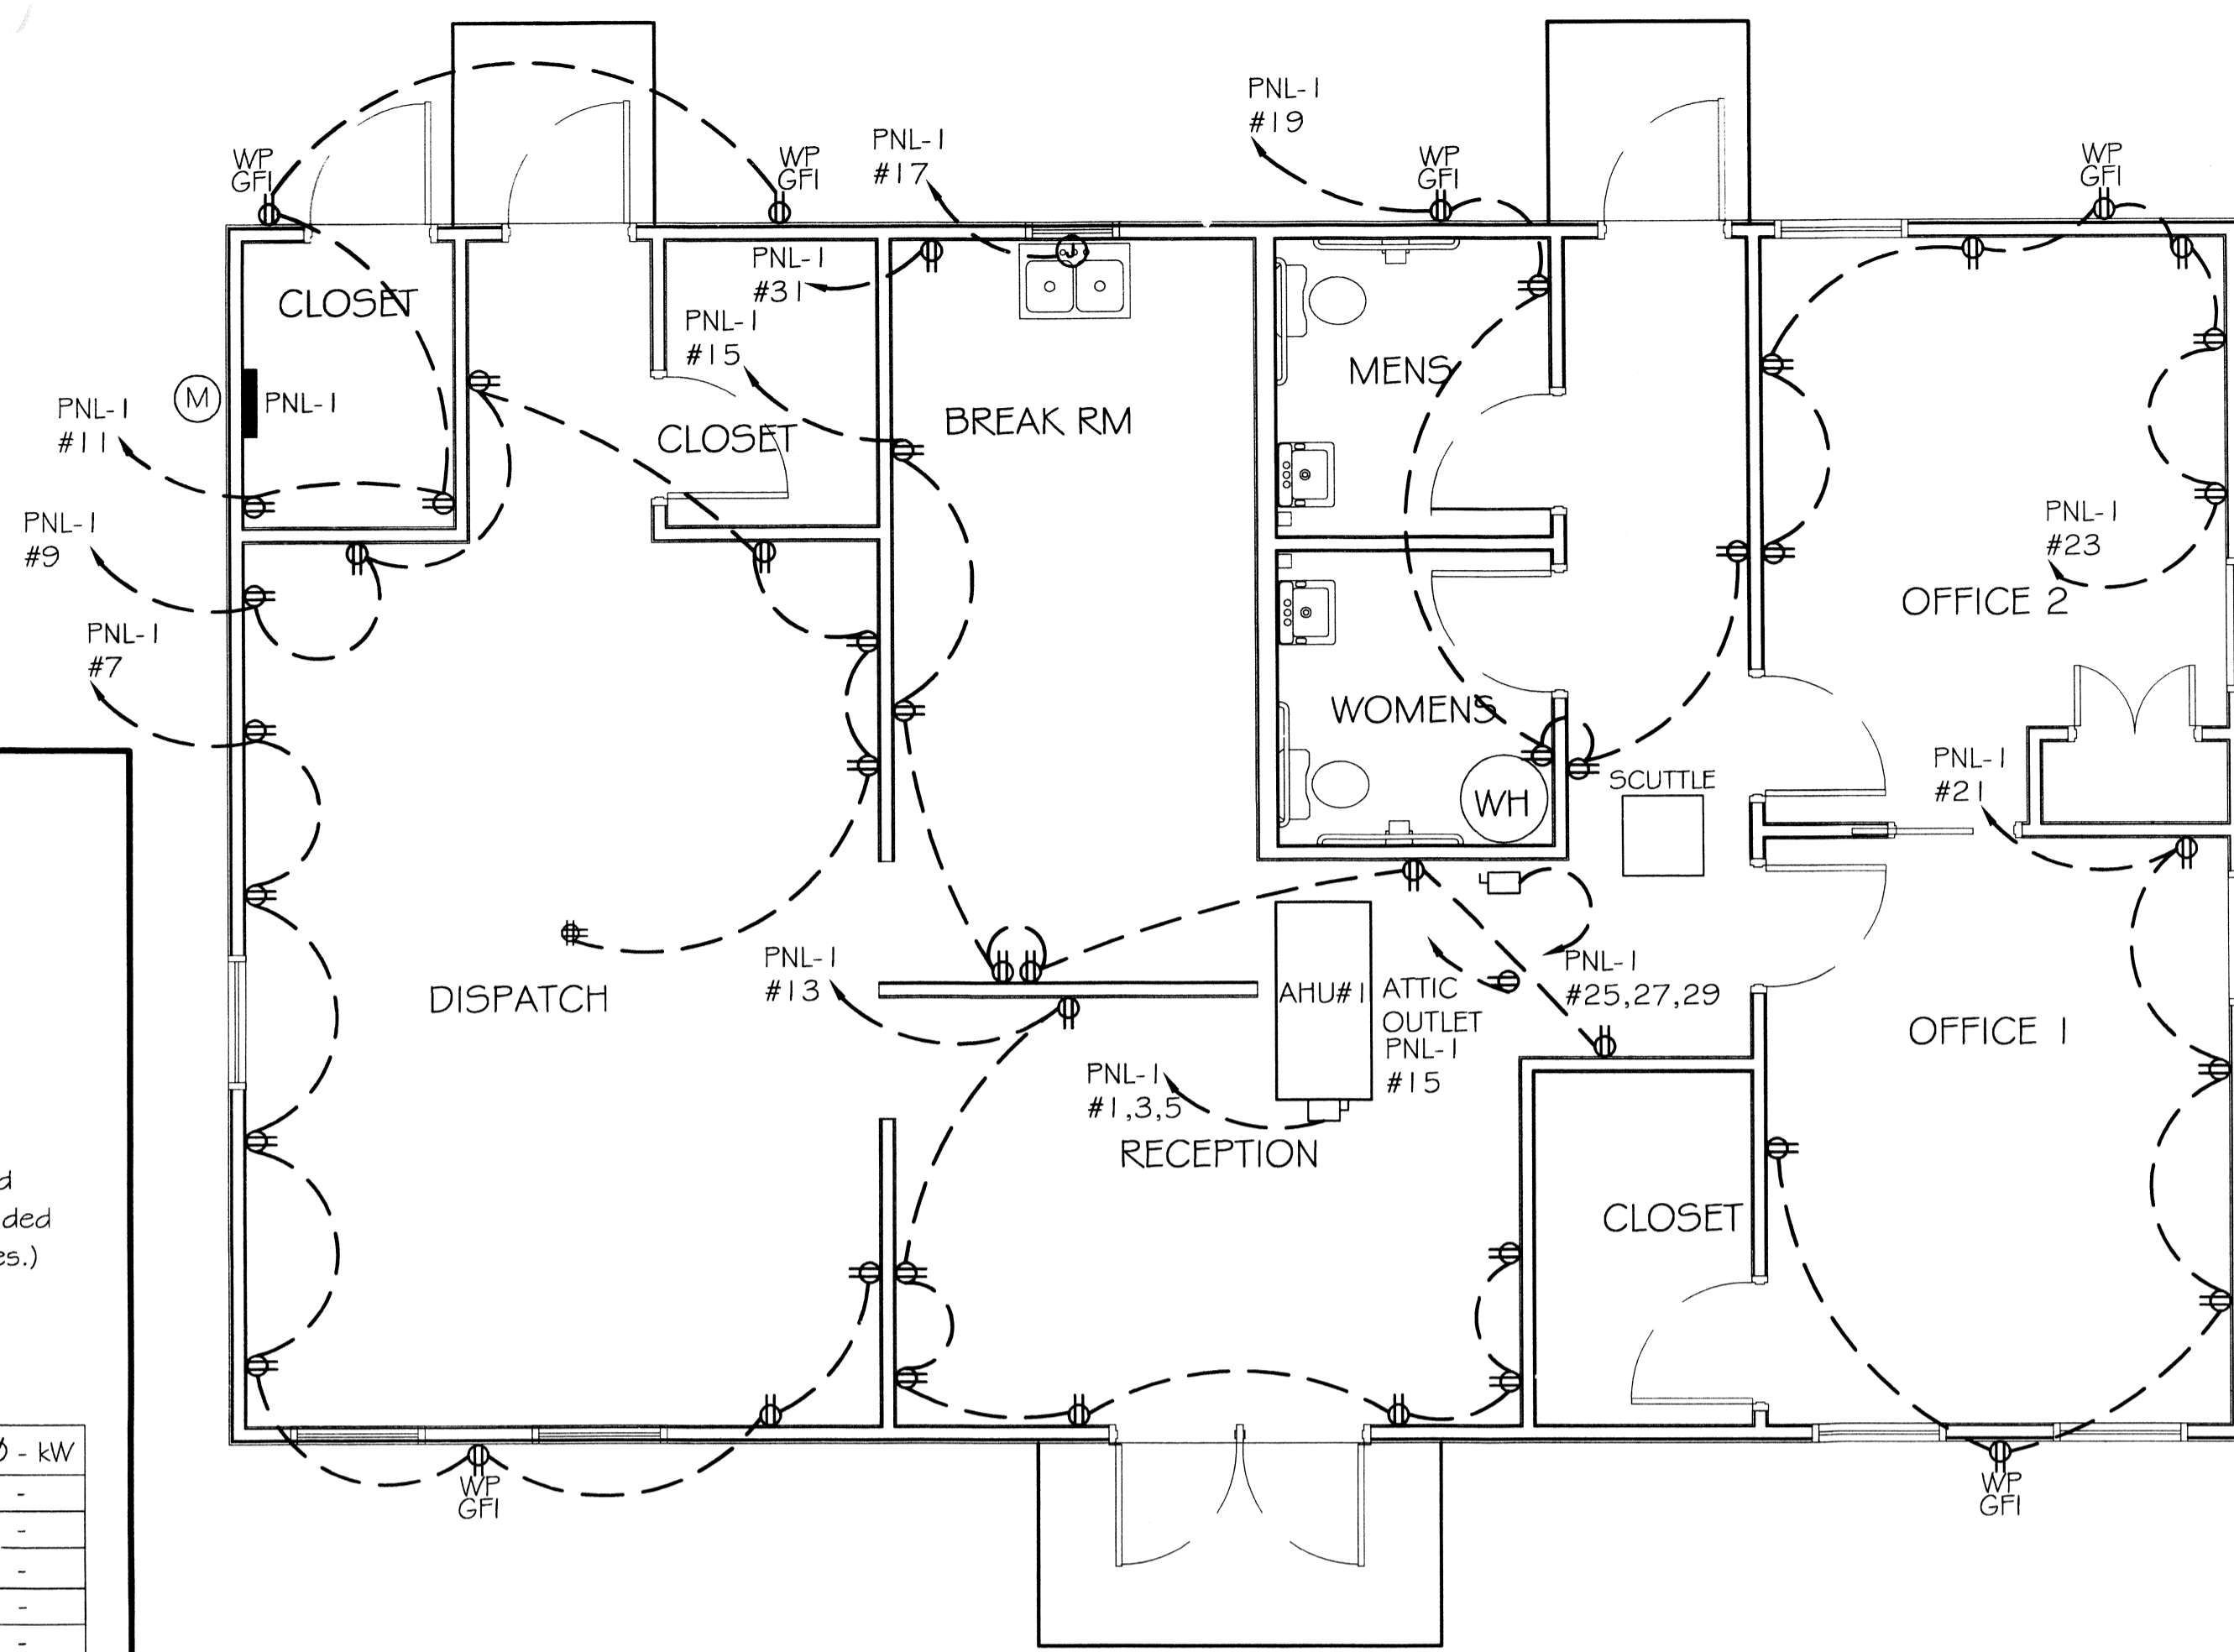 PNL-1
#19
WP
GFI
WP
GFI
PNL-1
#17
WP
GFI
WP
GFI
PNL-1
#31
CLOSET
PNL-1
#15
MENS
M
PNL-1
PNL-1
#11
CLOSET
BREAK RM
PNL-1
#9
PNL-1
#23
OFFICE 2
PNL-1
#7
WOMENS
SCUTTLE
WH
PNL-1
#21
PNL-1
#13
DISPATCH
AHU#1
ATTIC
OUTLET
PNL-1
#15
PNL-1
#25,27,29
OFFICE 1
PNL-1
#1,3,5
RECEPTION
CLOSET
d
ded
es.)
Ø - kW
-
-
-
-
-
WP
GFI
WP
GFI